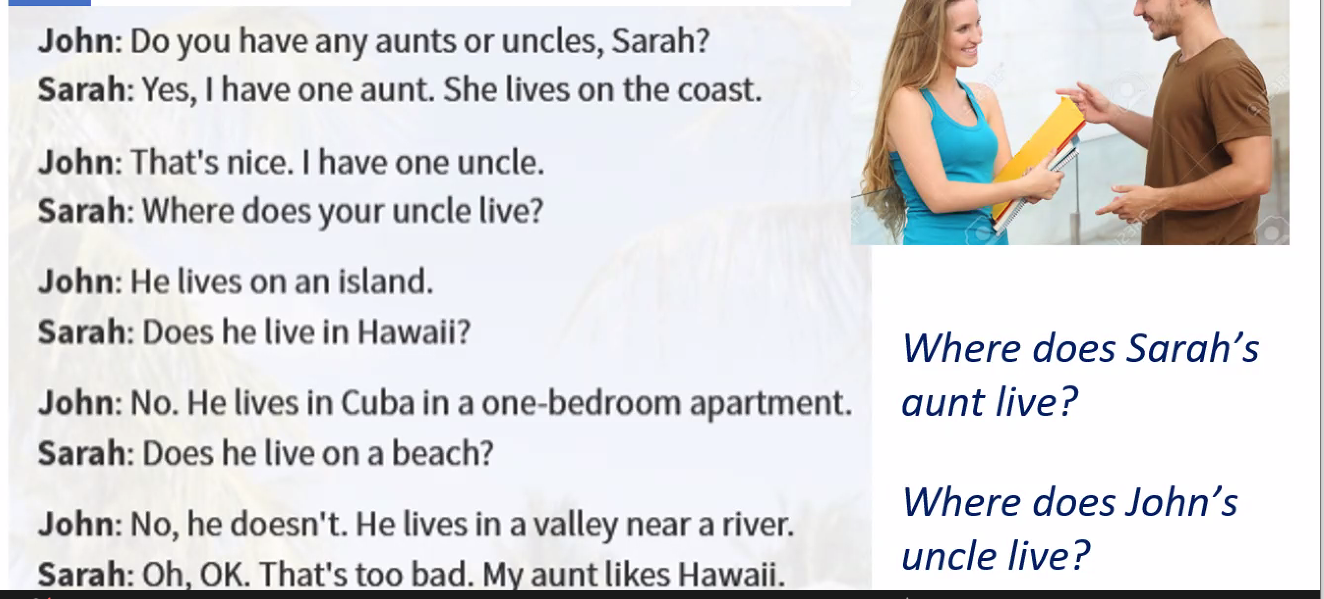 John: Do you have any aunts or uncles, Sarah?
Sarah: Yes, I have one aunt. She lives on the coast.
John: That's nice. I have one uncle.
Sarah: Where does your uncle live?
John: He lives on an island.
Sarah: Does he live in Hawaii?
John: No. He lives in Cuba in a one-bedroom apartment.
Sarah: Does he live on a beach?
John: No, he doesn't. He lives in a valley near a river.
Sarah: Oh, OK. That's too bad. My aunt likes Hawaii.
Where does Sarah’s
aunt live?
Where does John’s
uncle live?